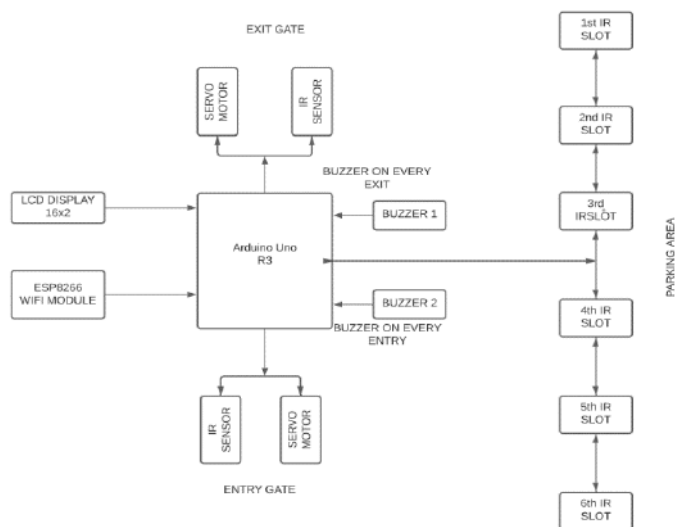 EXIT GATE
SERVO
MOTOR
IR
SENSOR
BUZZER ON EVERY
EXIT
LCD DISPLAY
16x2
BUZZER 1
Arduino Uno
R3
ESP8266
WIFI MODULE
BUZZER 2
BUZZER ON EVERY
ENTRY
IR
SENSOR
SERVO
MOTOR
ENTRY GATE
1st IR
SLOT
2nd IR
SLOT
3rd
IRSLOT
4th IR
SLOT
5th IR
SLOT
6th IR
SLOT
PARKING AREA